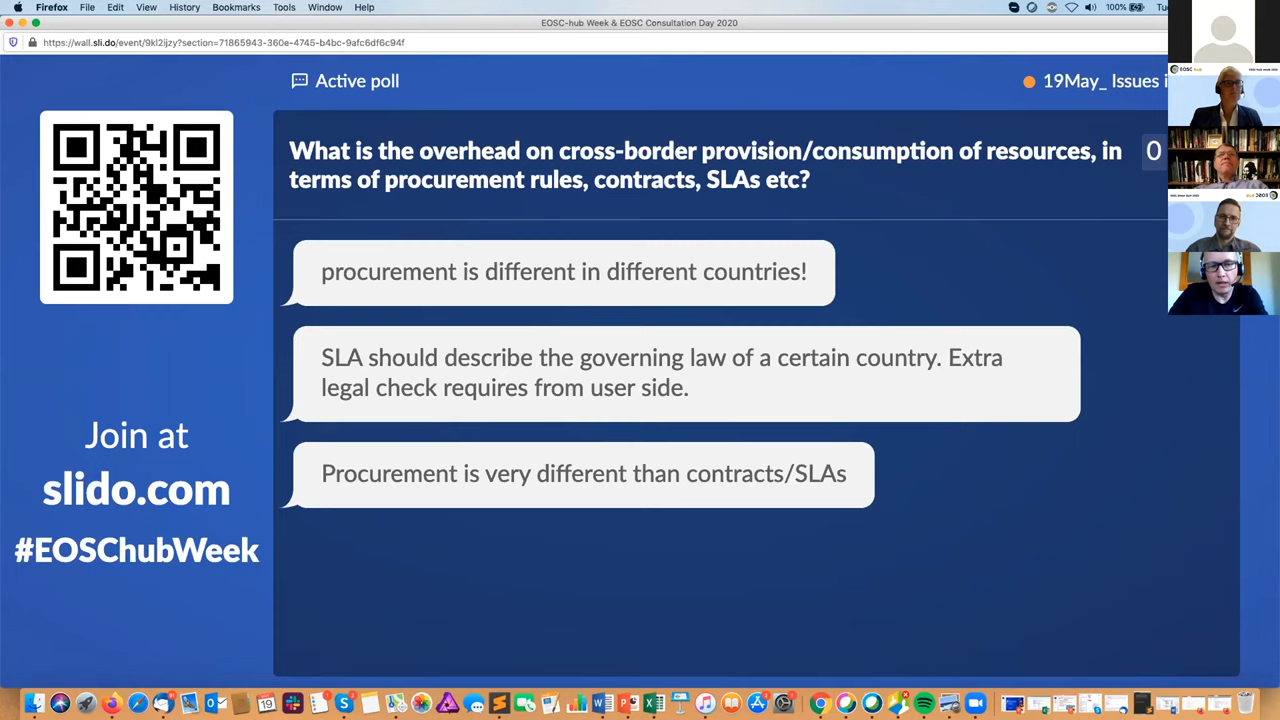 Firefox File Edit View History Bookmarks Tools Window Help 100% Tu
EOSC-hub Week & EOSC Consultation Day 2020
https://wall.sli.do/event/9kl2ijzy?section=71865943-360e-4745-b4bc-9afc6df6c94f
Active poll
19May_ Issues i
What is the overhead on cross-border provision/consumption of resources, in
terms of procurement rules, contracts, SLAs etc?
0
procurement is different in different countries!
SLA should describe the governing law of a certain country. Extra
legal check requires from user side.
Procurement is very different than contracts/SLAs
Join at
slido.com
#EOSChubWeek
19